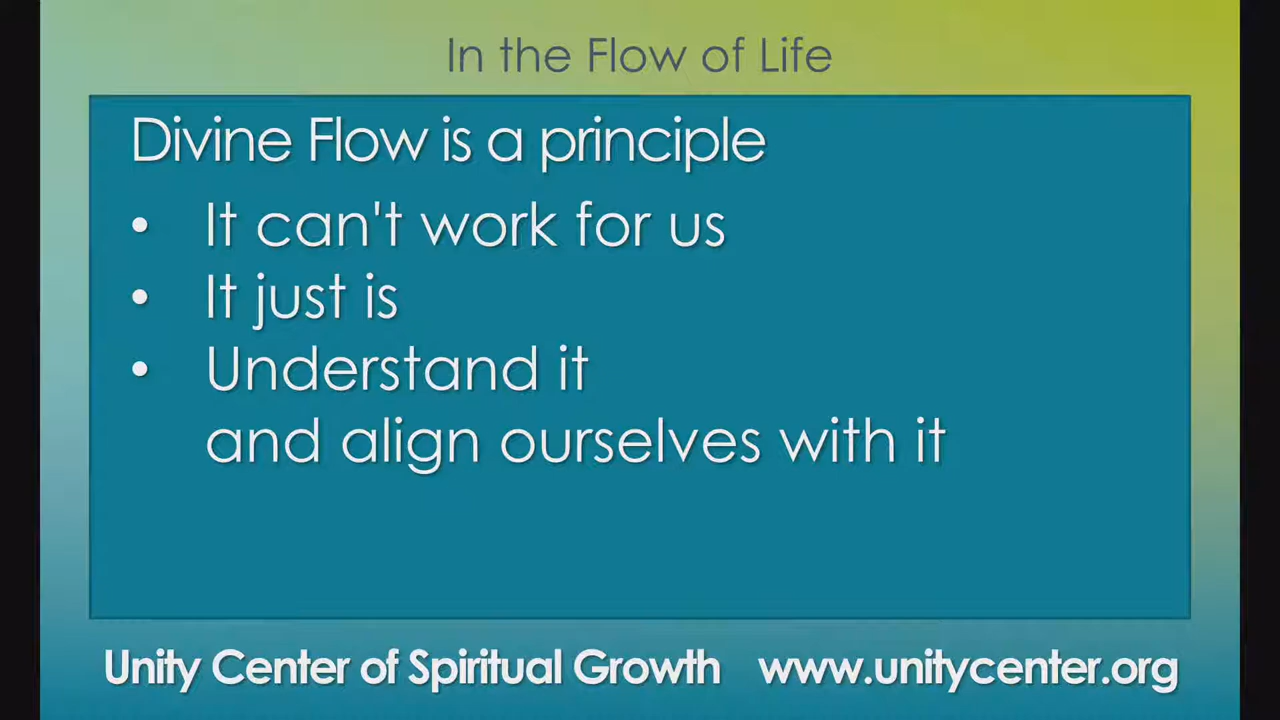 In the Flow of Life
Divine Flow is a principle
• It can't work for us
• It just is
• Understand it
and align ourselves with it
Unity Center of Spiritual Growth www.unitycenter.org